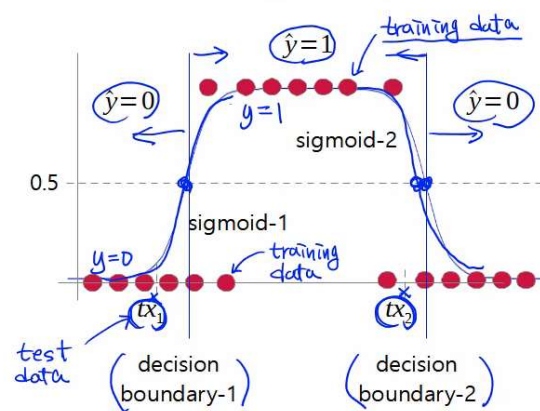 ŷ=1
training data
ŷ=0
ŷ=0
y=1
sigmoid-2
0.5
sigmoid-1
y=0
training
data
tx₁
tx₂
test
data
(decision
boundary-1)
(decision
boundary-2)